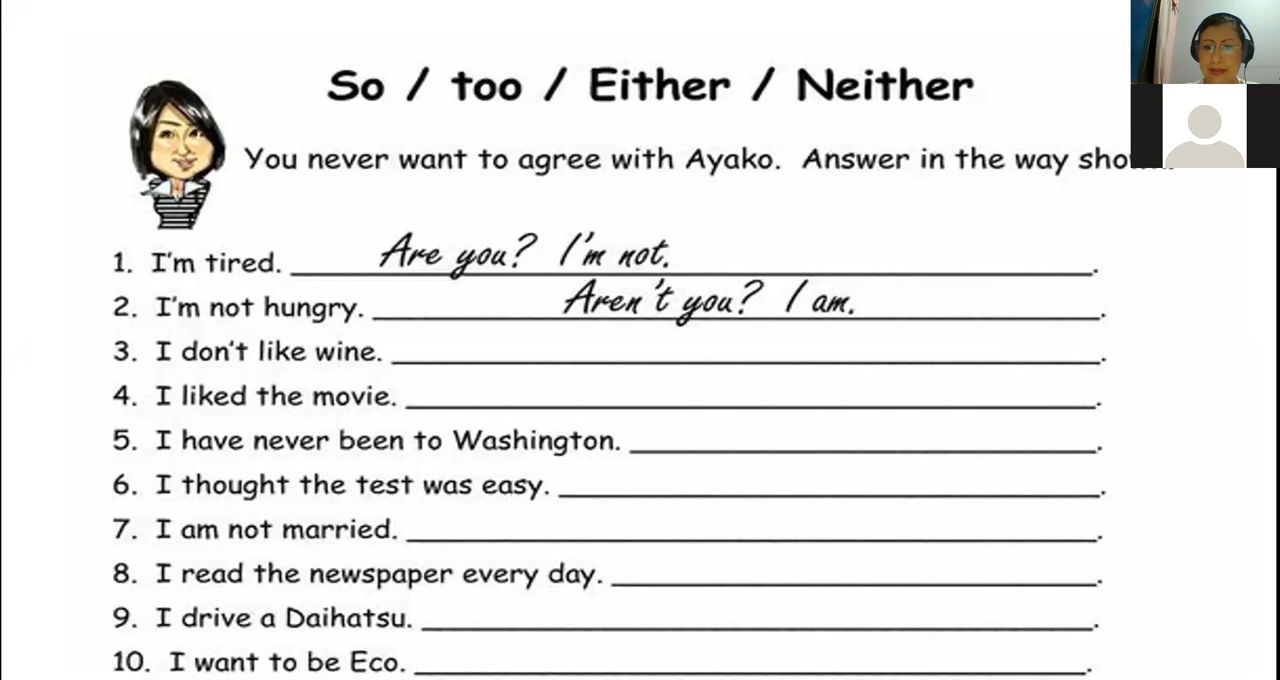 So / too / Either / Neither
You never want to agree with Ayako. Answer in the way
1. I'm tired. Are you? I'm not.
2. I'm not hungry. Aren't you? I am.
3. I don't like wine.
4. I liked the movie.
5. I have never been to Washington.
6. I thought the test was easy.
7. I am not married.
8. I read the newspaper every day.
9. I drive a Daihatsu.
10. I want to be Eco.